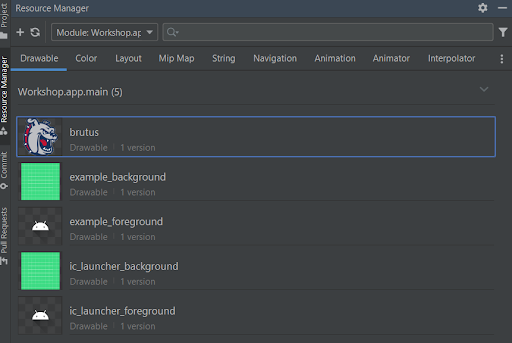 Resource Manager
Project
Resource Manager
Commit
Pull Requests
Module: Workshop.ap
Drawable Color Layout Mip Map String Navigation Animation Animator Interpolator
Workshop.app.main (5)
brutus
Drawable 1 version
example_background
Drawable 1 version
example_foreground
Drawable 1 version
ic_launcher_background
Drawable 1 version
ic_launcher_foreground
Drawable 1 version